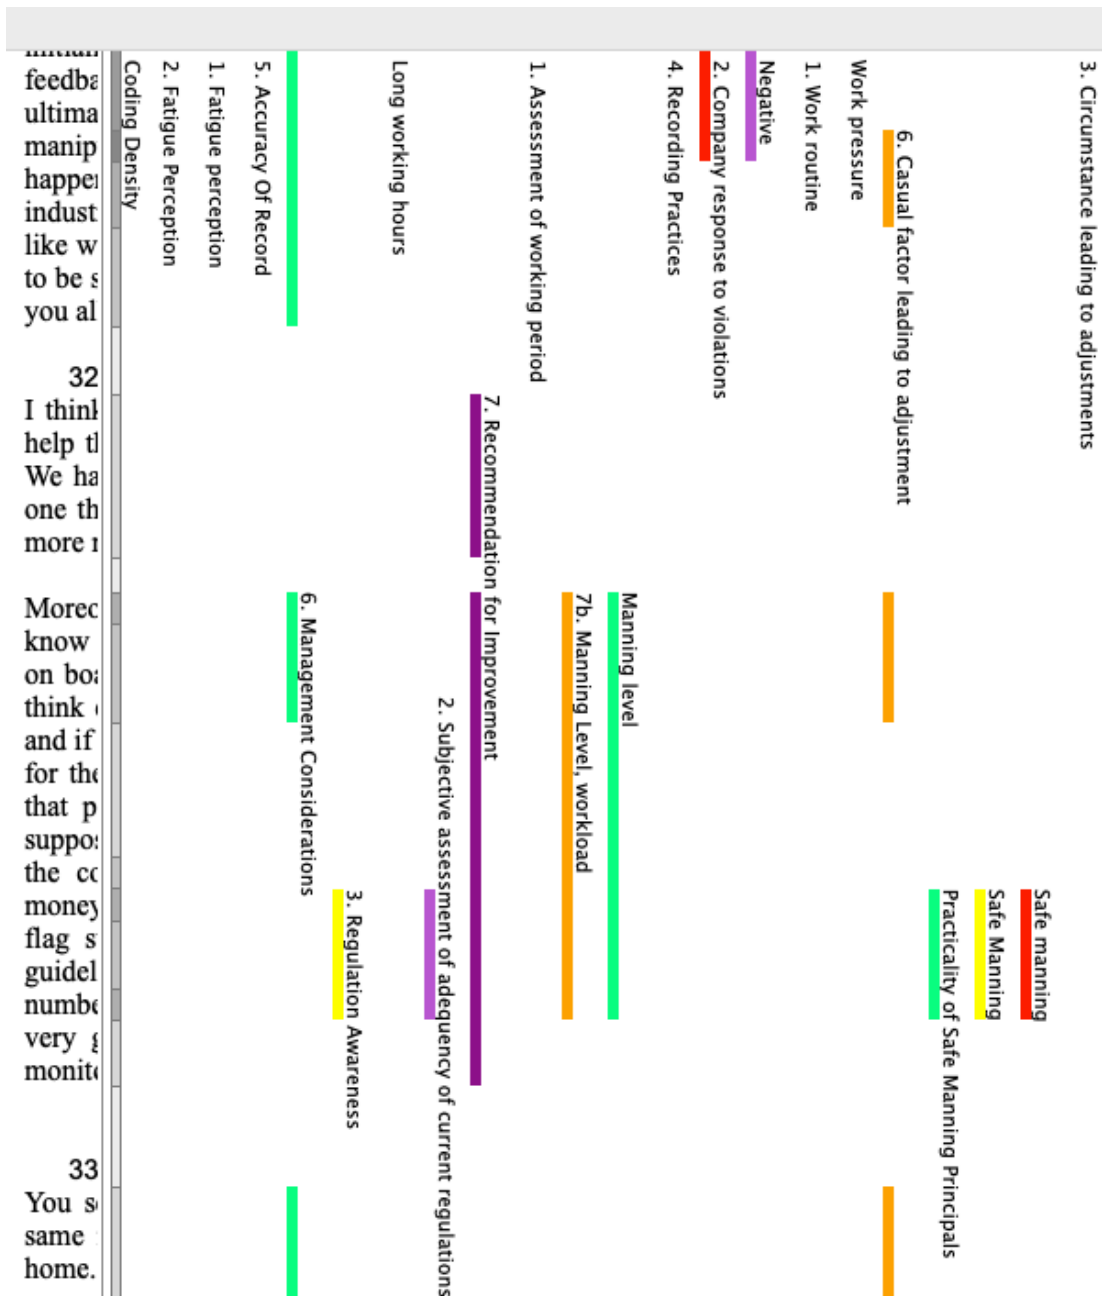 feedba
ultima
manip
happer
indust
like w
to be s
you al
32
I think
help tl
We ha
one th
more r
Moreo
know
on boa
think
and if
for the
that p
suppos
the co
money
flag s
guidel
numbe
very g
monito
33
You so
same
home.
Coding Density
2. Fatigue Perception
1. Fatigue perception
5. Accuracy Of Record
6. Management Considerations
3. Regulation Awareness
Long working hours
2. Subjective assessment of adequency of current regulations
7. Recommendation for Improvement
1. Assessment of working period
7b. Manning Level, workload
Manning level
4. Recording Practices
2. Company response to violations
Negative
1. Work routine
Work pressure
6. Casual factor leading to adjustment
Practicality of Safe Manning Principals
Safe Manning
Safe manning
3. Circumstance leading to adjustments